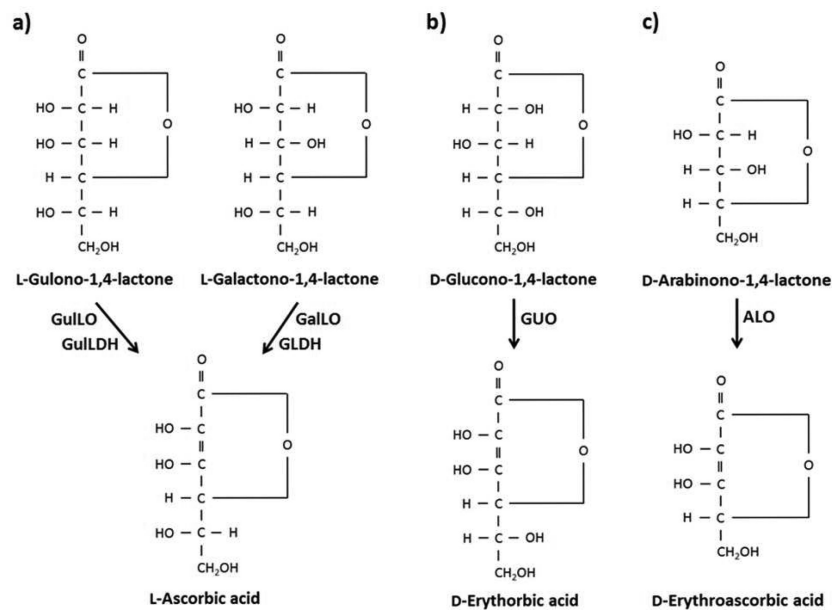 a)
O
C
HO – C – H
HO – C – H
O
H – C
HO – C – H
CH₂OH
L-Gulono-1,4-lactone
O
C
HO – C – H
H – C – OH
O
H – C
HO – C – H
CH₂OH
L-Galactono-1,4-lactone
GulLO
GulLDH
GalLO
GLDH
O
C
HO – C
HO – C
O
H – C
HO – C – H
CH₂OH
L-Ascorbic acid
b)
O
C
H – C – OH
HO – C – H
O
H – C
H – C – OH
CH₂OH
D-Glucono-1,4-lactone
GUO
O
C
HO – C
HO – C
O
H – C
H – C – OH
CH₂OH
D-Erythorbic acid
c)
O
C
HO – C – H
H – C – OH
O
H – C
CH₂OH
D-Arabinono-1,4-lactone
ALO
O
C
HO – C
HO – C
O
H – C
CH₂OH
D-Erythroascorbic acid